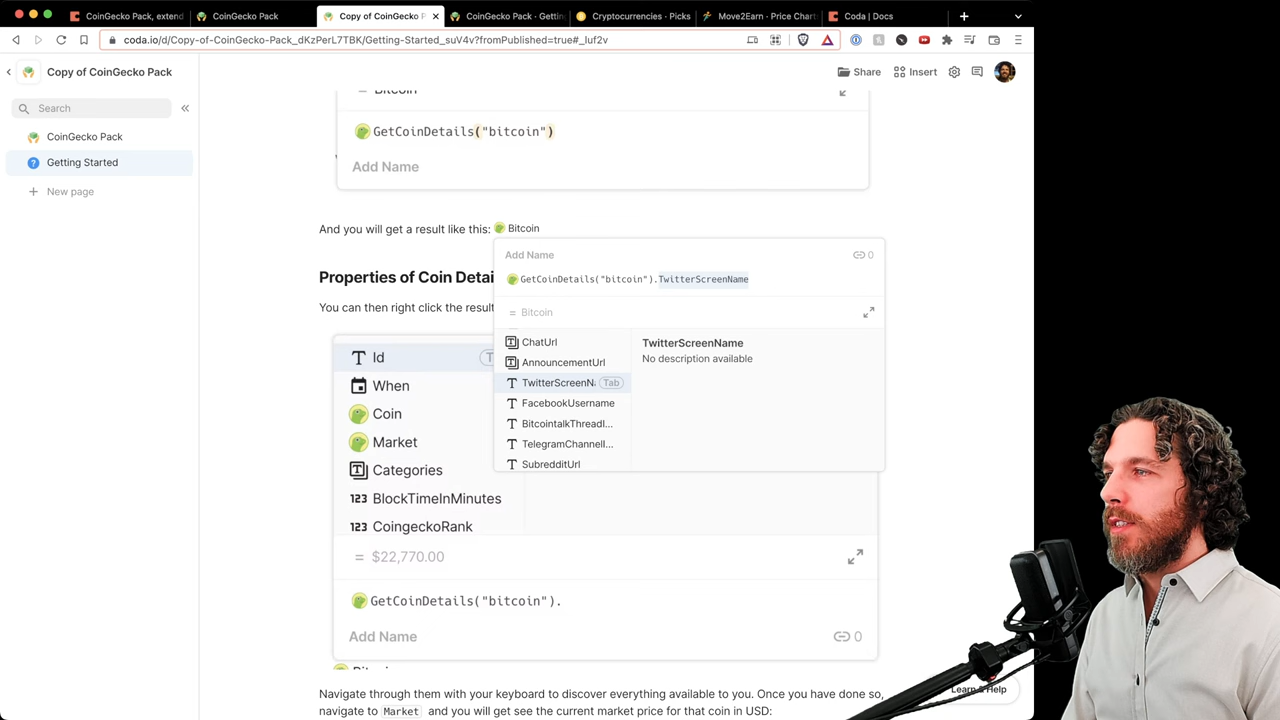 CoinGecko Pack, extend
CoinGecko Pack
Copy of CoinGecko P
CoinGecko Pack - Gettin
Cryptocurrencies - Picks
Move2Earn - Price Chart
Coda | Docs
coda.io/d/Copy-of-CoinGecko-Pack_dKzPerL7TBK/Getting-Started_suV4v?fromPublished=true#_luf2v
Copy of CoinGecko Pack
Share
Insert
Search
CoinGecko Pack
Getting Started
New page
= Bitcoin
GetCoinDetails("bitcoin")
Add Name
And you will get a result like this: Bitcoin
Add Name
0
GetCoinDetails("bitcoin").TwitterScreenName
= Bitcoin
ChatUrl
AnnouncementUrl
TwitterScreenN
Tab
FacebookUsername
BitcointalkThreadI...
TelegramChannelI...
SubredditUrl
TwitterScreenName
No description available
Properties of Coin Detai
You can then right click the result
Id
When
Coin
Market
Categories
123 BlockTimeInMinutes
123 CoingeckoRank
= $22,770.00
GetCoinDetails("bitcoin").
Add Name
0
Navigate through them with your keyboard to discover everything available to you. Once you have done so,
navigate to Market and you will get see the current market price for that coin in USD:
Learn & Help